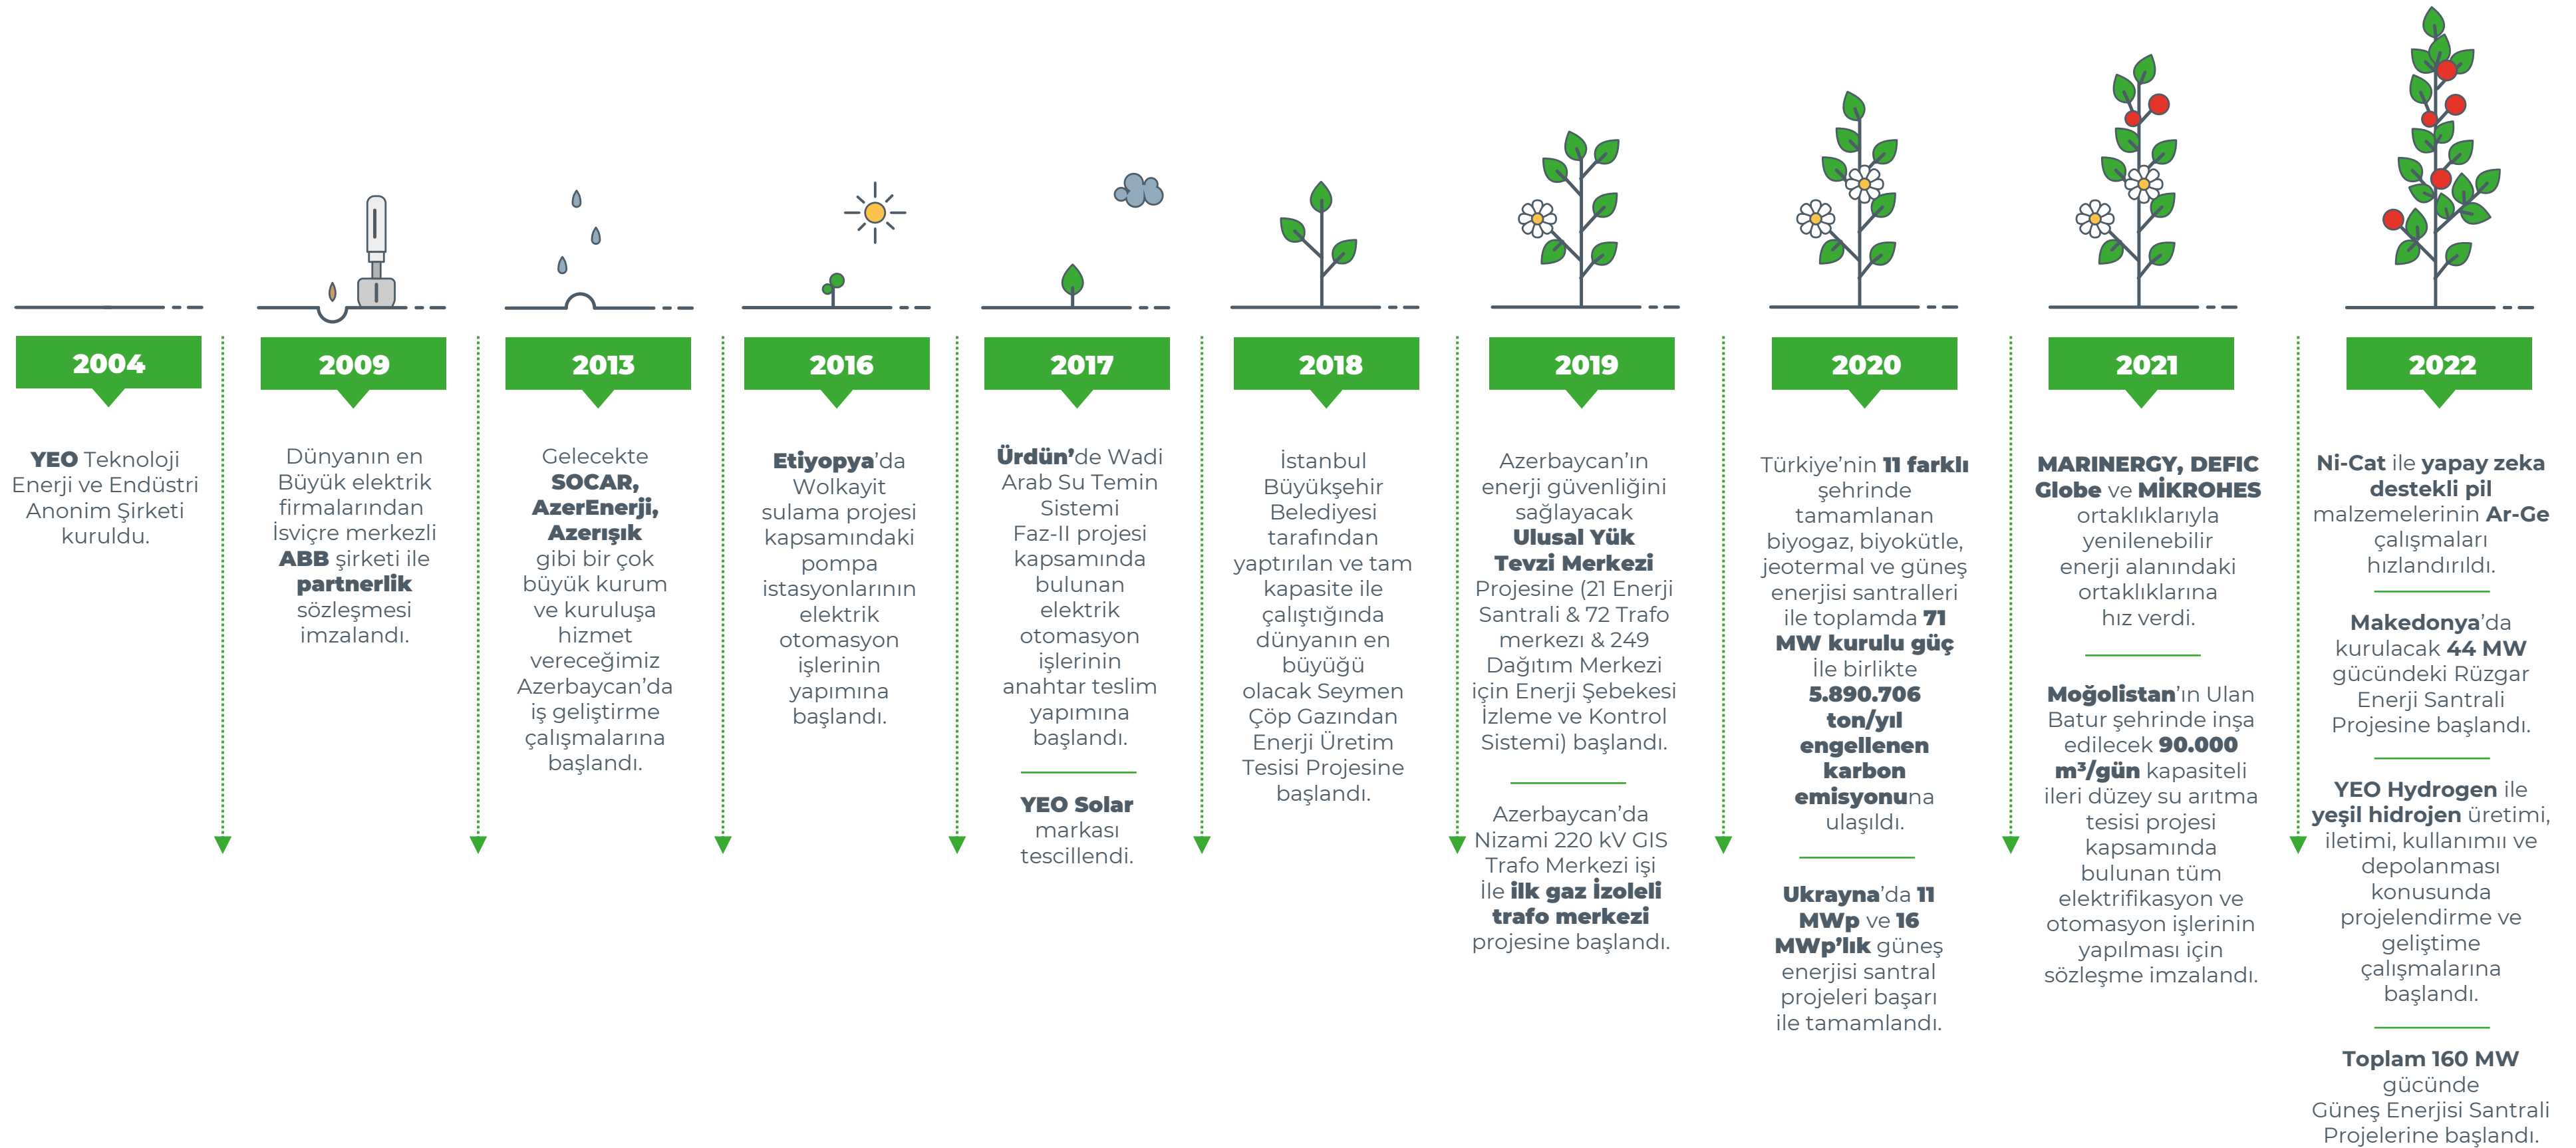 2004
YEO Teknoloji
Enerji ve Endüstri
Anonim Şirketi
kuruldu.
2009
Dünyanın en
Büyük elektrik
firmalarından
İsviçre merkezli
ABB şirketi ile
partnerlik
sözleşmesi
imzalandı.
2013
Gelecekte
SOCAR,
AzerEnerji,
Azerışık
gibi bir çok
büyük kurum
ve kuruluşa
hizmet
vereceğimiz
Azerbaycan’da
iş geliştirme
çalışmalarına
başlandı.
2016
Etiyopya’da
Wolkayit
sulama projesi
kapsamındaki
pompa
istasyonlarının
elektrik
otomasyon
işlerinin
yapımına
başlandı.
2017
Ürdün’de Wadi
Arab Su Temin
Sistemi
Faz-II projesi
kapsamında
bulunan
elektrik
otomasyon
işlerinin
anahtar teslim
yapımına
başlandı.
YEO Solar
markası
tescillendi.
2018
İstanbul
Büyükşehir
Belediyesi
tarafından
yaptırılan ve tam
kapasite ile
çalıştığında
dünyanın en
büyüğü
olacak Seymen
Çöp Gazından
Enerji Üretim
Tesisi Projesine
başlandı.
2019
Azerbaycan’ın
enerji güvenliğini
sağlayacak
Ulusal Yük
Tevzi Merkezi
Projesine (21 Enerji
Santrali & 72 Trafo
merkezı & 249
Dağıtım Merkezi
için Enerji Şebekesi
İzleme ve Kontrol
Sistemi) başlandı.
Azerbaycan’da
Nizami 220 kV GIS
Trafo Merkezi işi
İle ilk gaz İzoleli
trafo merkezi
projesine başlandı.
2020
Türkiye’nin 11 farklı
şehrinde
tamamlanan
biyogaz, biyokütle,
jeotermal ve güneş
enerjisi santralleri
ile toplamda 71
MW kurulu güç
İle birlikte
5.890.706
ton/yıl
engellenen
karbon
emisyonuna
ulaşıldı.
Ukrayna’da 11
MWp ve 16
MWp’lık güneş
enerjisi santral
projeleri başarı
ile tamamlandı.
2021
MARINERGY, DEFIC
Globe ve MİKROHES
ortaklıklarıyla
yenilenebilir
enerji alanındaki
ortaklıklarına
hız verdi.
Moğolistan’ın Ulan
Batur şehrinde inşa
edilecek 90.000
m³/gün kapasiteli
ileri düzey su arıtma
tesisi projesi
kapsamında
bulunan tüm
elektrifikasyon ve
otomasyon işlerinin
yapılması için
sözleşme imzalandı.
2022
Ni-Cat ile yapay zeka
destekli pil
malzemelerinin Ar-Ge
çalışmaları
hızlandırıldı.
Makedonya’da
kurulacak 44 MW
gücündeki Rüzgar
Enerji Santrali
Projesine başlandı.
YEO Hydrogen ile
yeşil hidrojen üretimi,
iletimi, kullanımıı ve
depolanması
konusunda
projelendirme ve
geliştime
çalışmalarına
başlandı.
Toplam 160 MW
gücünde
Güneş Enerjisi Santrali
Projelerine başlandı.